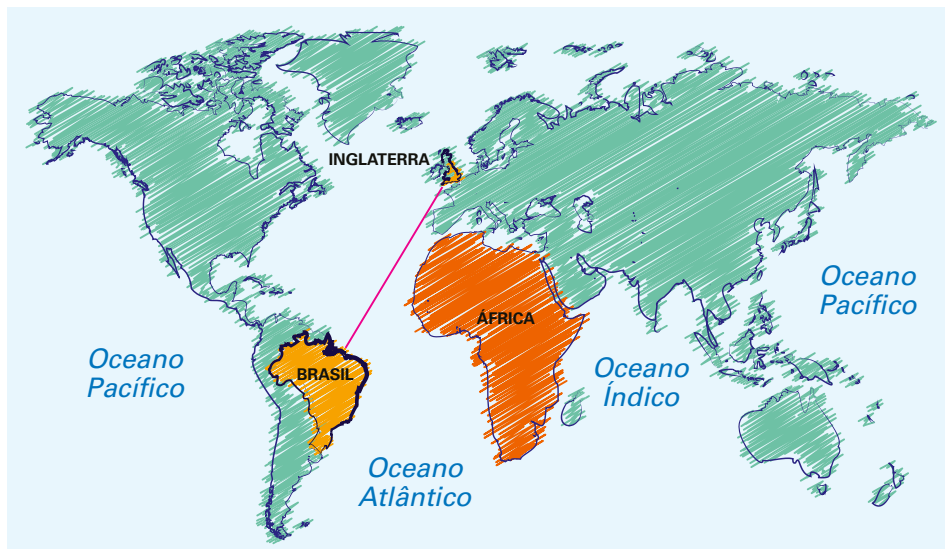 INGLATERRA
Oceano
Pacífico
ÁFRICA
Oceano
Pacífico
BRASIL
Oceano
Índico
Oceano
Atlântico